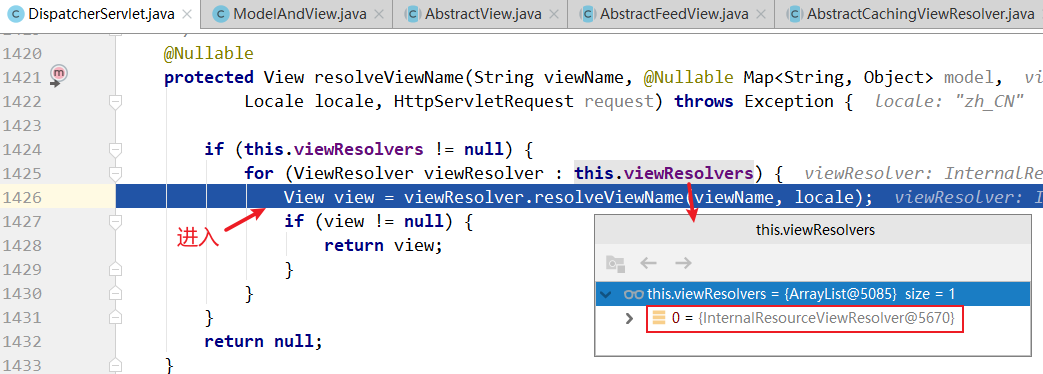 DispatcherServlet.java × ModelAndView.java × AbstractView.java × AbstractFeedView.java × AbstractCachingViewResolver.java
1420 @Nullable
1421 protected View resolveViewName(String viewName, @Nullable Map<String, Object> model, vi
1422 Locale locale, HttpServletRequest request) throws Exception { locale: "zh_CN"
1423
1424 if (this.viewResolvers != null) {
1425 for (ViewResolver viewResolver : this.viewResolvers) { viewResolver: InternalRe
1426 View view = viewResolver.resolveViewName(viewName, locale); viewResolver: I
1427 if (view != null) {
进入
1428 return view;
1429 }
1430 }
1431 }
1432 return null;
1433 }
this.viewResolvers
this.viewResolvers = {ArrayList@5085} size = 1
0 = {InternalResourceViewResolver@5670}